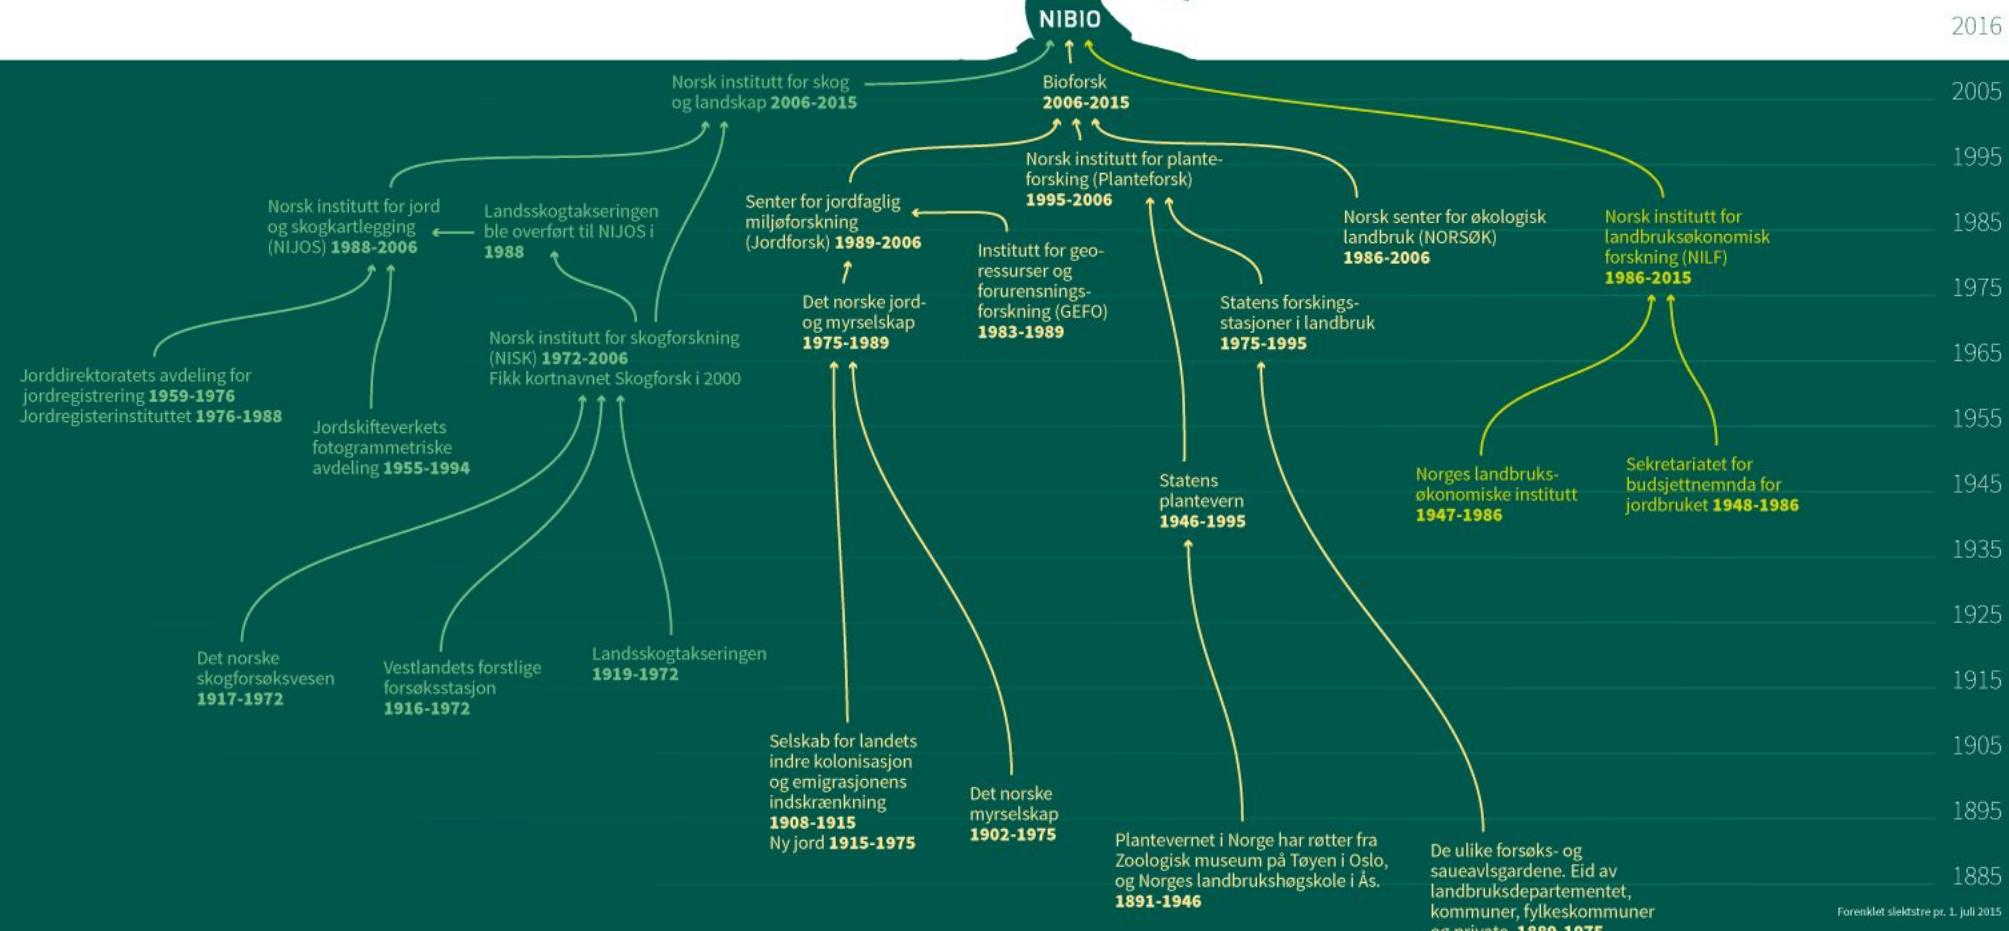 NIBIO
2016
2005
1995
1985
1975
1965
1955
1945
1935
1925
1915
1905
1895
1885
Norsk institutt for skog
og landskap 2006-2015
Bioforsk
2006-2015
Norsk institutt for jord
og skogkartlegging
(NIJOS) 1988-2006
Landsskogtakseringen
ble overført til NIJOS i
1988
Senter for jordfaglig
miljøforskning
(Jordforsk) 1989-2006
Norsk institutt for plante-
forsking (Planteforsk)
1995-2006
Institutt for geo-
ressurser og
forurensnings-
forskning (GEFO)
1983-1989
Norsk senter for økologisk
landbruk (NORSØK)
1986-2006
Norsk institutt for
landbruksøkonomisk
forskning (NILF)
1986-2015
Det norske jord-
og myrselskap
1975-1989
Statens forskings-
stasjoner i landbruk
1975-1995
Norsk institutt for skogforskning
(NISK) 1972-2006
Fikk kortnavnet Skogforsk i 2000
Jorddirektoratets avdeling for
jordregistrering 1959-1976
Jordregisterinstituttet 1976-1988
Jordskifteverkets
fotogrammetriske
avdeling 1955-1994
Statens
plantevern
1946-1995
Norges landbruks-
økonomiske institutt
1947-1986
Sekretariatet for
budsjettnemnda for
jordbruket 1948-1986
Det norske
skogforsøksvesen
1917-1972
Vestlandets forstlige
forsøksstasjon
1916-1972
Landsskogtakseringen
1919-1972
Selskab for landets
indre kolonisasjon
og emigrasjonens
indskrænkning
1908-1915
Ny jord 1915-1975
Det norske
myrselskap
1902-1975
Plantevernet i Norge har røtter fra
Zoologisk museum på Tøyen i Oslo,
og Norges landbrukshøgskole i Ås.
1891-1946
De ulike forsøks- og
saueavlsgardene. Eid av
landbruksdepartementet,
kommuner, fylkeskommuner
og private. 1889-1975
Forenklet slektstre pr. 1. juli 2015